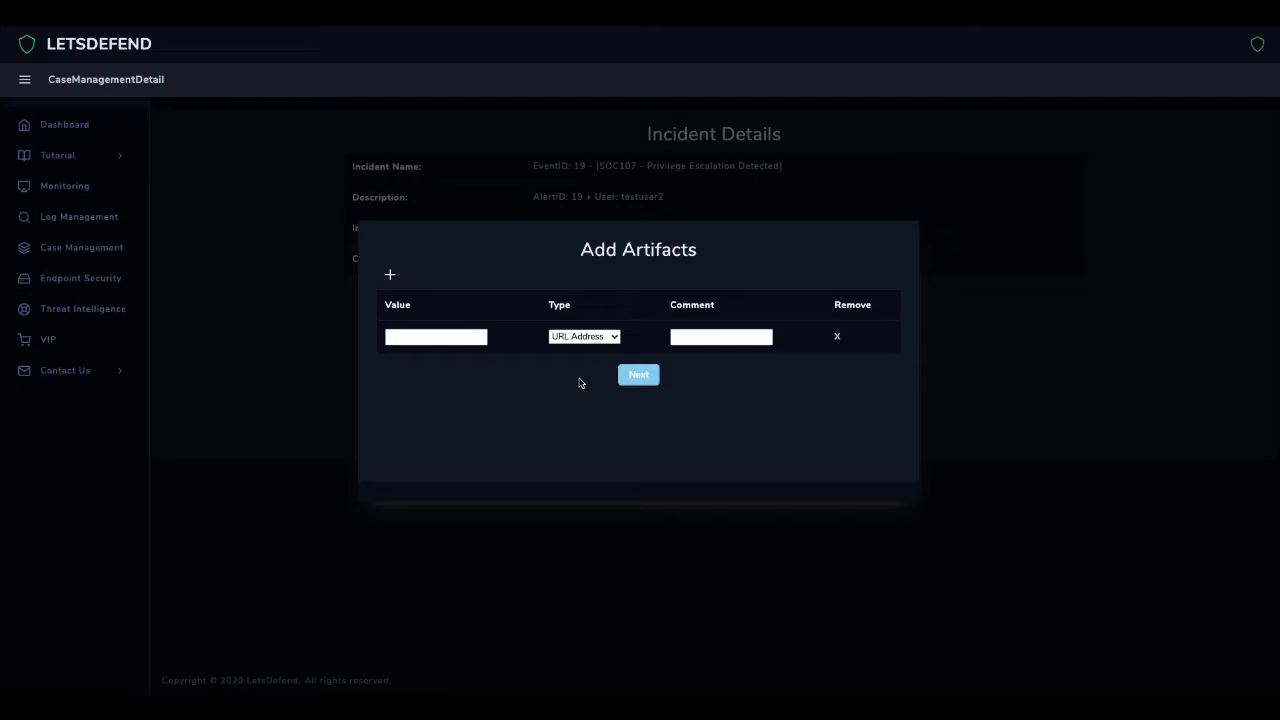 LETSDEFEND
CaseManagementDetail
Dashboard
Tutorial
Monitoring
Log Management
Case Management
Endpoint Security
Threat Intelligence
VIP
Contact Us
Incident Details
Incident Name: EventID: 19 - [SOC107 - Privilege Escalation Detected]
Description: AlertID: 19 + User: testuser2
Add Artifacts
+
Value Type Comment Remove
URL Address X
Next
Copyright © 2020 LetsDefend, All rights reserved.